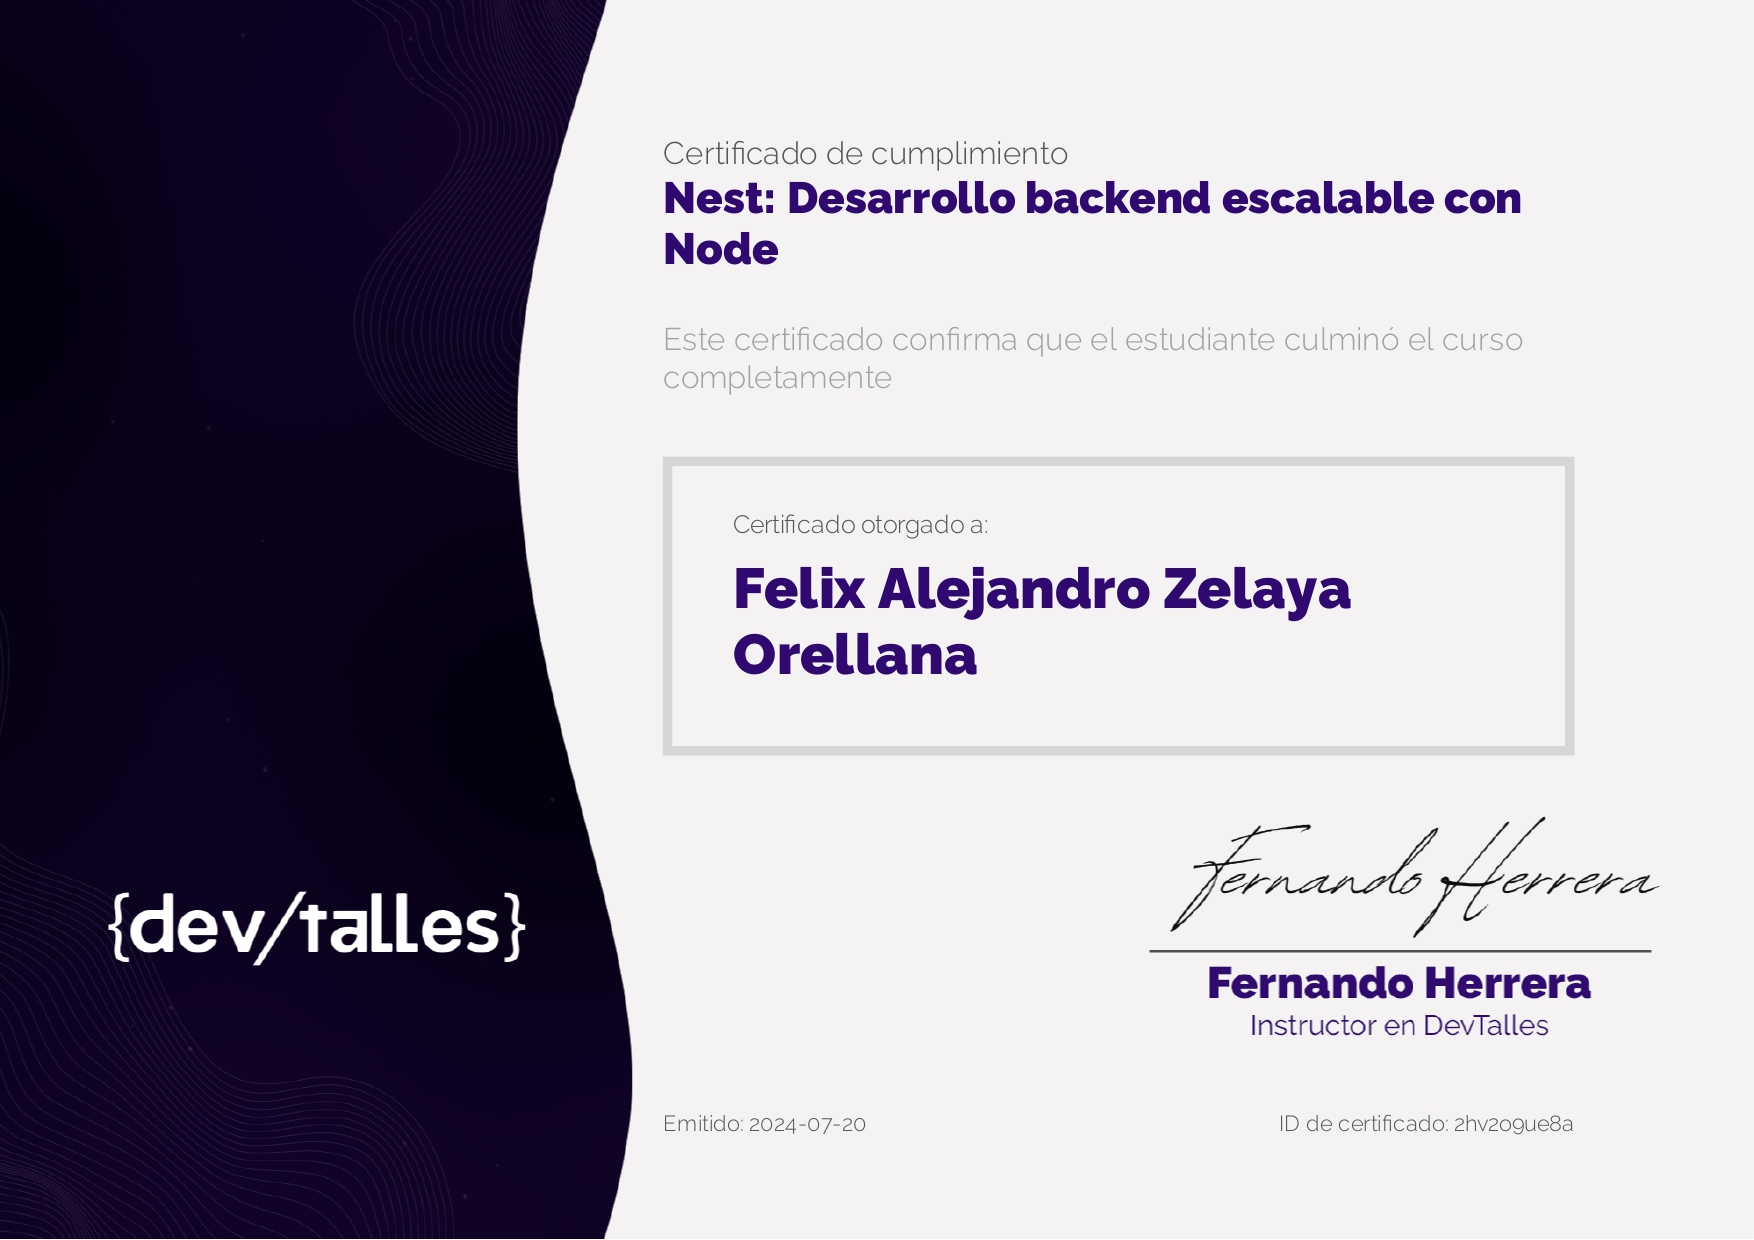 Certificado de cumplimiento
Nest: Desarrollo backend escalable con
Node
Este certificado confirma que el estudiante culminó el curso
completamente
Certificado otorgado a:
Felix Alejandro Zelaya
Orellana
{dev/talles}
Fernando Herrera
Fernando Herrera
Instructor en DevTalles
Emitido: 2024-07-20
ID de certificado: 2hv2o9ue8a